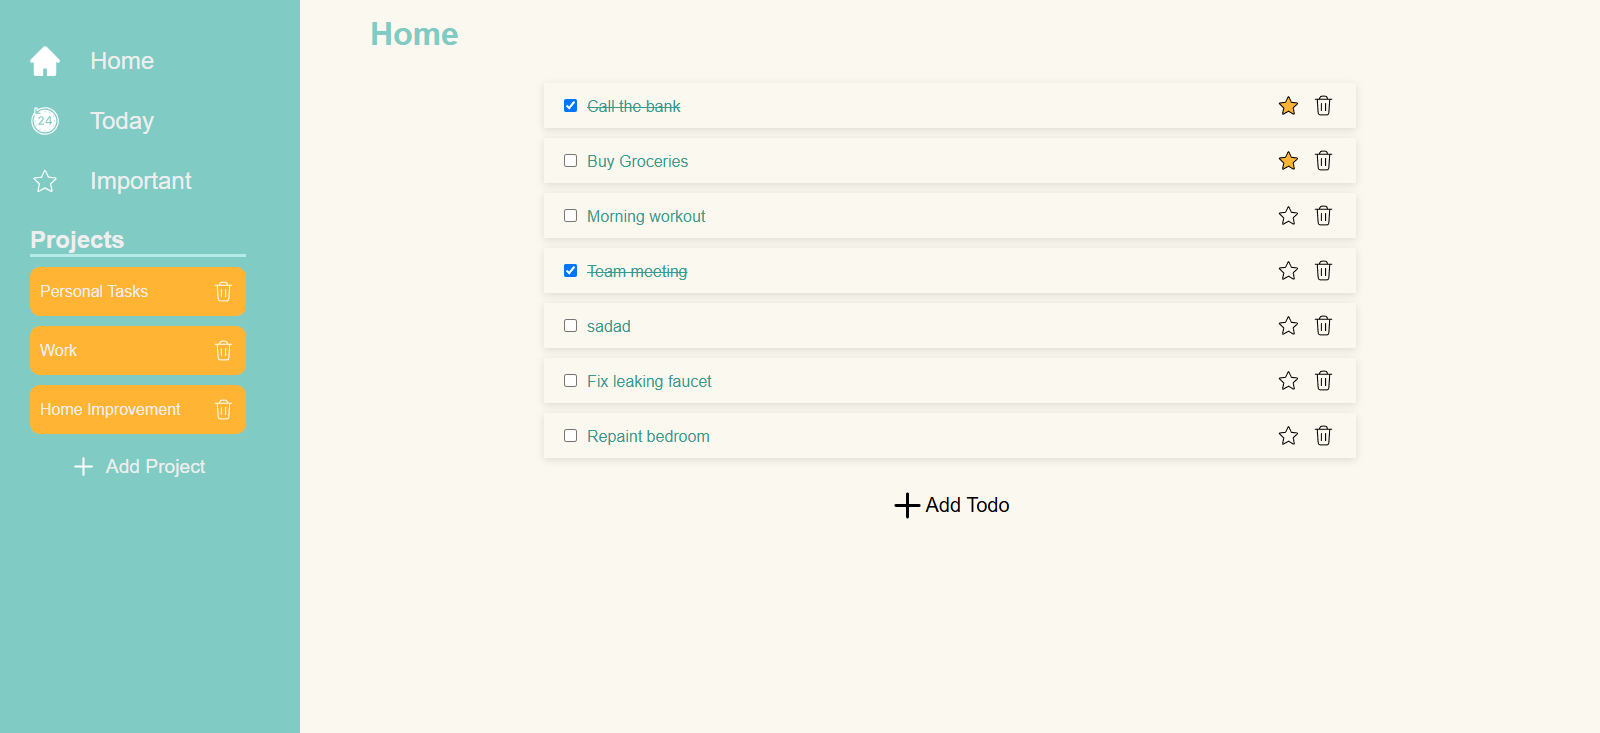 Home
24
Today
Important
Projects
Personal Tasks
Work
Home Improvement
Add Project
Home
Call the bank
Buy Groceries
Morning workout
Team meeting
sadad
Fix leaking faucet
Repaint bedroom
Add Todo